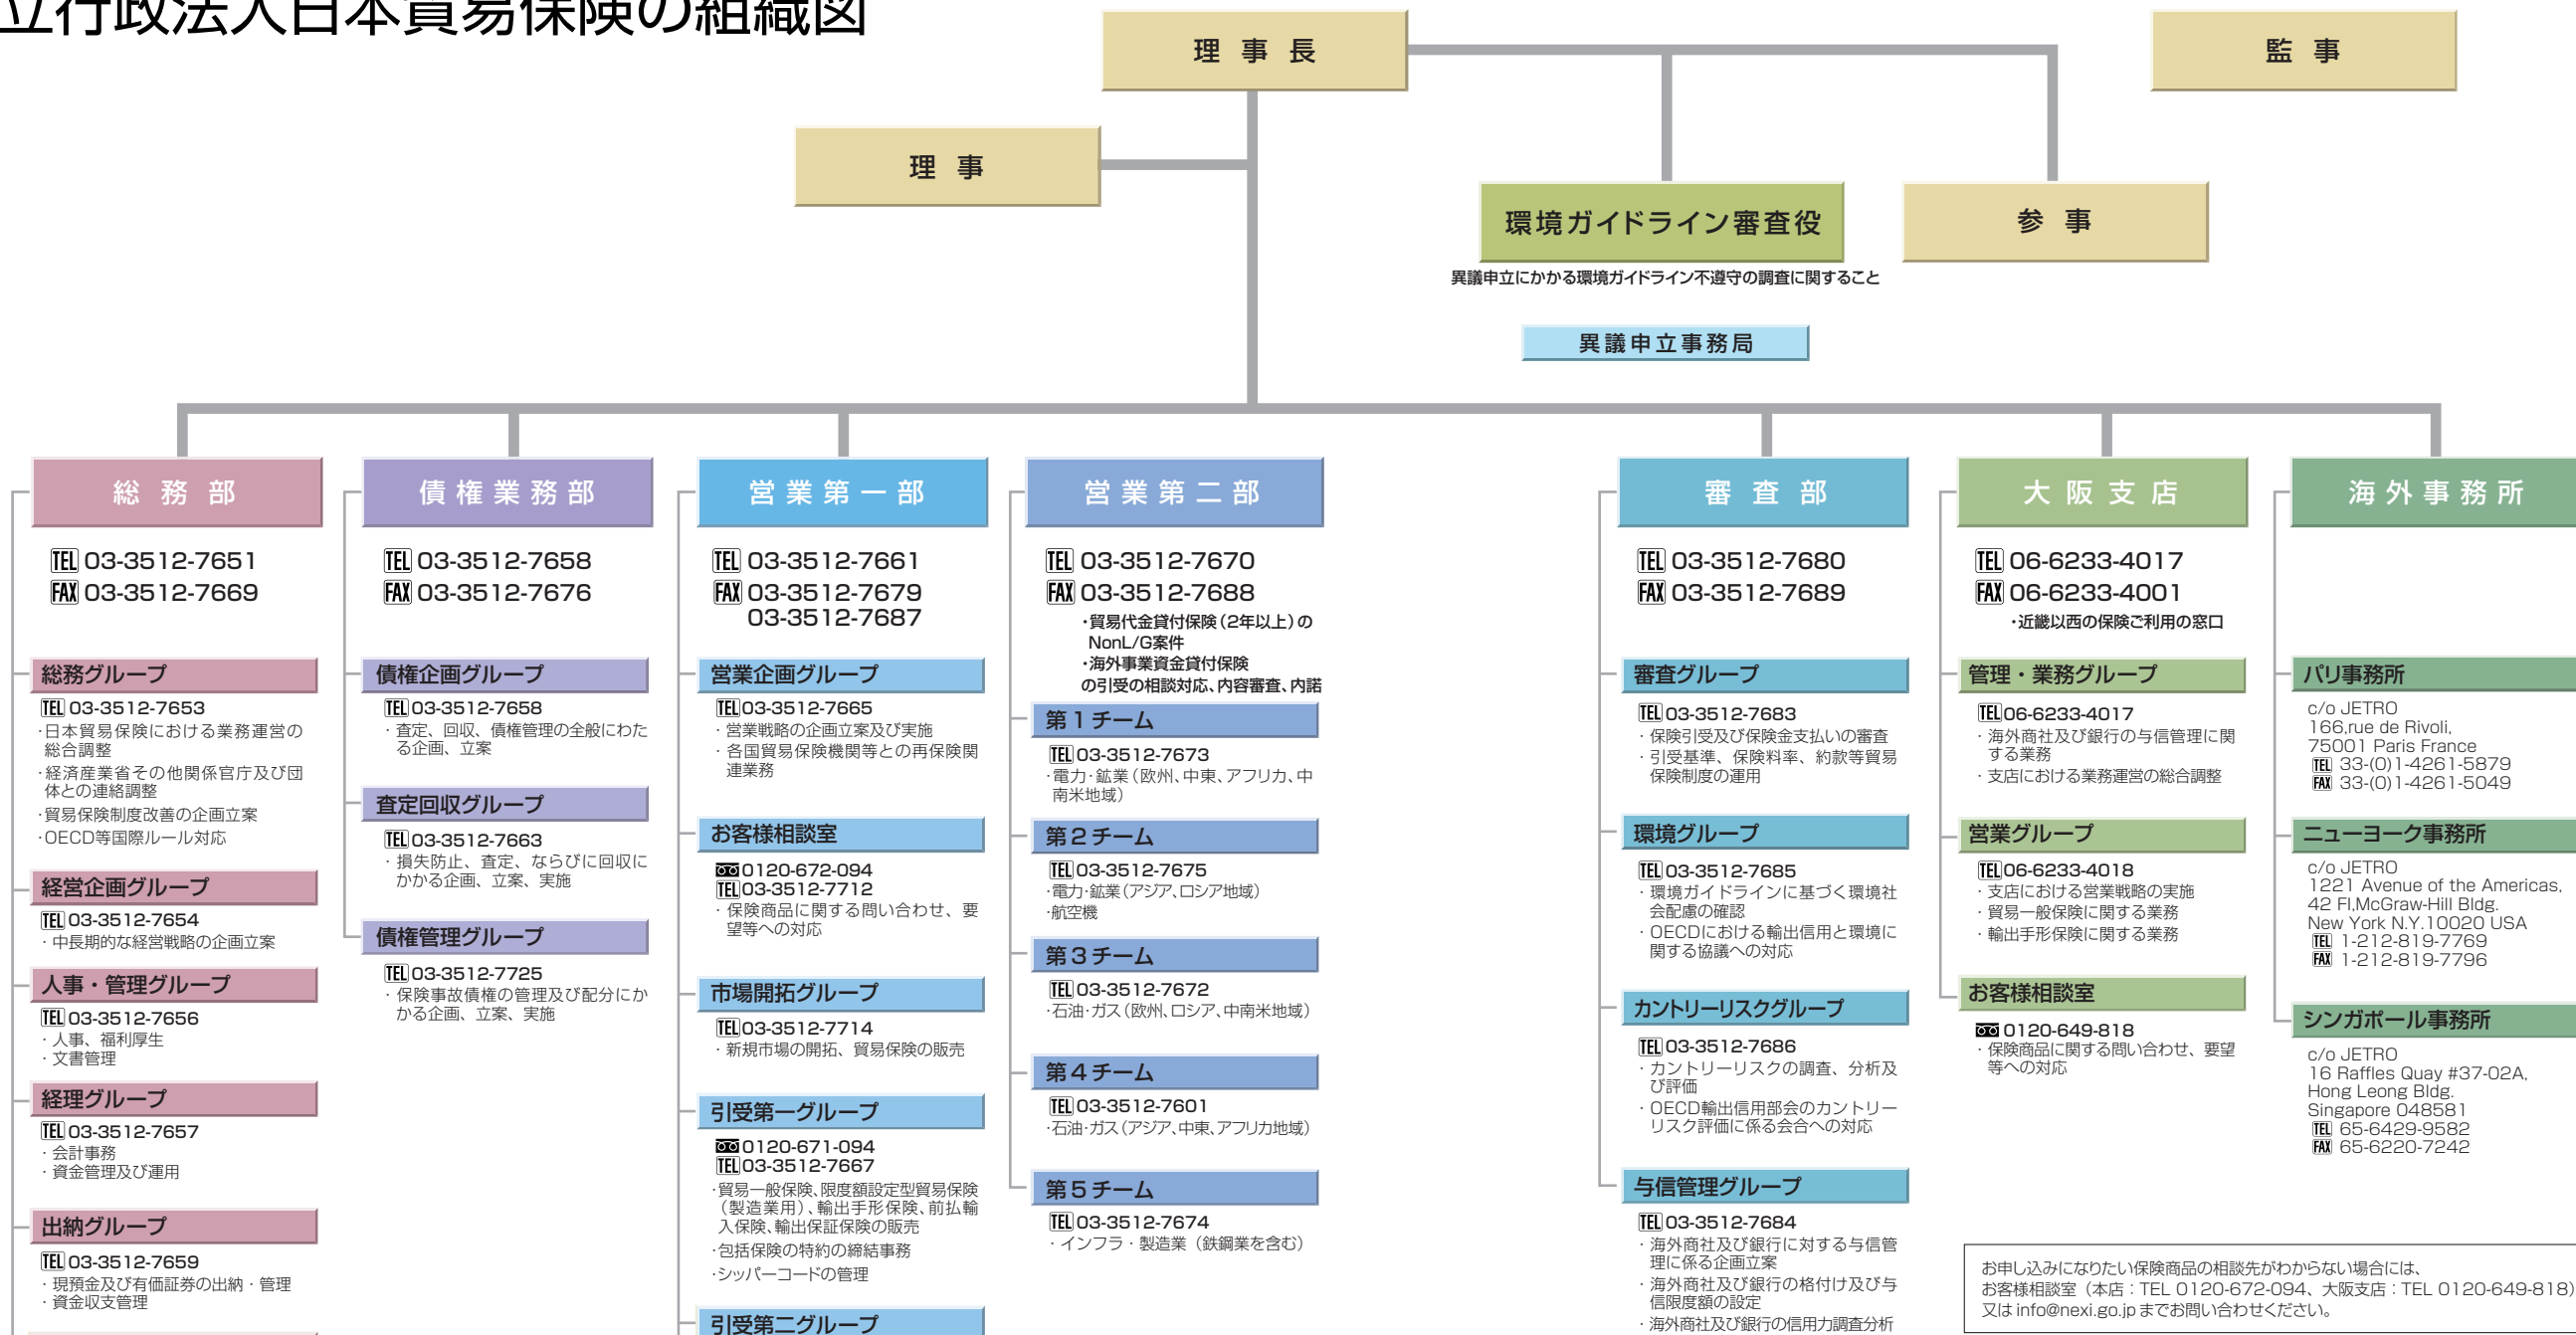 立行政法人日本貿易保険の組織図
理事長
監事
理事
環境ガイドライン審査役
参事
異議申立にかかる環境ガイドライン不遵守の調査に関すること
異議申立事務局
総務部
TEL 03-3512-7651
FAX 03-3512-7669
総務グループ
TEL 03-3512-7653
・日本貿易保険における業務運営の
総合調整
・経済産業省その他関係官庁及び団
体との連絡調整
・貿易保険制度改善の企画立案
・OECD等国際ルール対応
経営企画グループ
TEL 03-3512-7654
・中長期的な経営戦略の企画立案
人事・管理グループ
TEL 03-3512-7656
・人事、福利厚生
・文書管理
経理グループ
TEL 03-3512-7657
・会計事務
・資金管理及び運用
出納グループ
TEL 03-3512-7659
・現預金及び有価証券の出納・管理
・資金収支管理
債権業務部
TEL 03-3512-7658
FAX 03-3512-7676
債権企画グループ
TEL 03-3512-7658
・査定、回収、債権管理の全般にわた
る企画、立案
査定回収グループ
TEL 03-3512-7663
・損失防止、査定、ならびに回収に
かかる企画、立案、実施
債権管理グループ
TEL 03-3512-7725
・保険事故債権の管理及び配分にか
かる企画、立案、実施
営業第一部
TEL 03-3512-7661
FAX 03-3512-7679
03-3512-7687
営業企画グループ
TEL 03-3512-7665
・営業戦略の企画立案及び実施
・各国貿易保険機関等との再保険関
連業務
お客様相談室
0120-672-094
TEL 03-3512-7712
・保険商品に関する問い合わせ、要
望等への対応
市場開拓グループ
TEL 03-3512-7714
・新規市場の開拓、貿易保険の販売
引受第一グループ
0120-671-094
TEL 03-3512-7667
・貿易一般保険、限度額設定型貿易保険
（製造業用）、輸出手形保険、前払輸
入保険、輸出保証保険の販売
・包括保険の特約の締結事務
・シッパーコードの管理
引受第二グループ
営業第二部
TEL 03-3512-7670
FAX 03-3512-7688
・貿易代金貸付保険（2年以上）の
NonL/G案件
・海外事業資金貸付保険
の引受の相談対応、内容審査、内諾
第1チーム
TEL 03-3512-7673
・電力・鉱業（欧州、中東、アフリカ、中
南米地域）
第2チーム
TEL 03-3512-7675
・電力・鉱業（アジア、ロシア地域）
・航空機
第3チーム
TEL 03-3512-7672
・石油・ガス（欧州、ロシア、中南米地域）
第4チーム
TEL 03-3512-7601
・石油・ガス（アジア、中東、アフリカ地域）
第5チーム
TEL 03-3512-7674
・インフラ・製造業（鉄鋼業を含む）
審査部
TEL 03-3512-7680
FAX 03-3512-7689
審査グループ
TEL 03-3512-7683
・保険引受及び保険金支払いの審査
・引受基準、保険料率、約款等貿易
保険制度の運用
環境グループ
TEL 03-3512-7685
・環境ガイドラインに基づく環境社
会配慮の確認
・OECDにおける輸出信用と環境に
関する協議への対応
カントリーリスクグループ
TEL 03-3512-7686
・カントリーリスクの調査、分析及
び評価
・OECD輸出信用部会のカントリー
リスク評価に係る会合への対応
与信管理グループ
TEL 03-3512-7684
・海外商社及び銀行に対する与信管
理に係る企画立案
・海外商社及び銀行の格付け及び与
信限度額の設定
・海外商社及び銀行の信用力調査分析
大阪支店
TEL 06-6233-4017
FAX 06-6233-4001
・近畿以西の保険ご利用の窓口
管理・業務グループ
TEL 06-6233-4017
・海外商社及び銀行の与信管理に関
する業務
・支店における業務運営の総合調整
営業グループ
TEL 06-6233-4018
・支店における営業戦略の実施
・貿易一般保険に関する業務
・輸出手形保険に関する業務
お客様相談室
0120-649-818
・保険商品に関する問い合わせ、要望
等への対応
海外事務所
パリ事務所
c/o JETRO
166,rue de Rivoli,
75001 Paris France
TEL 33-(0)1-4261-5879
FAX 33-(0)1-4261-5049
ニューヨーク事務所
c/o JETRO
1221 Avenue of the Americas,
42 Fl,McGraw-Hill Bldg.
New York N.Y.10020 USA
TEL 1-212-819-7769
FAX 1-212-819-7796
シンガポール事務所
c/o JETRO
16 Raffles Quay #37-02A,
Hong Leong Bldg.
Singapore 048581
TEL 65-6429-9582
FAX 65-6220-7242
お申し込みになりたい保険商品の相談先がわからない場合には、
お客様相談室（本店：TEL 0120-672-094、大阪支店：TEL 0120-649-818）
又は info@nexi.go.jp までお問い合わせください。